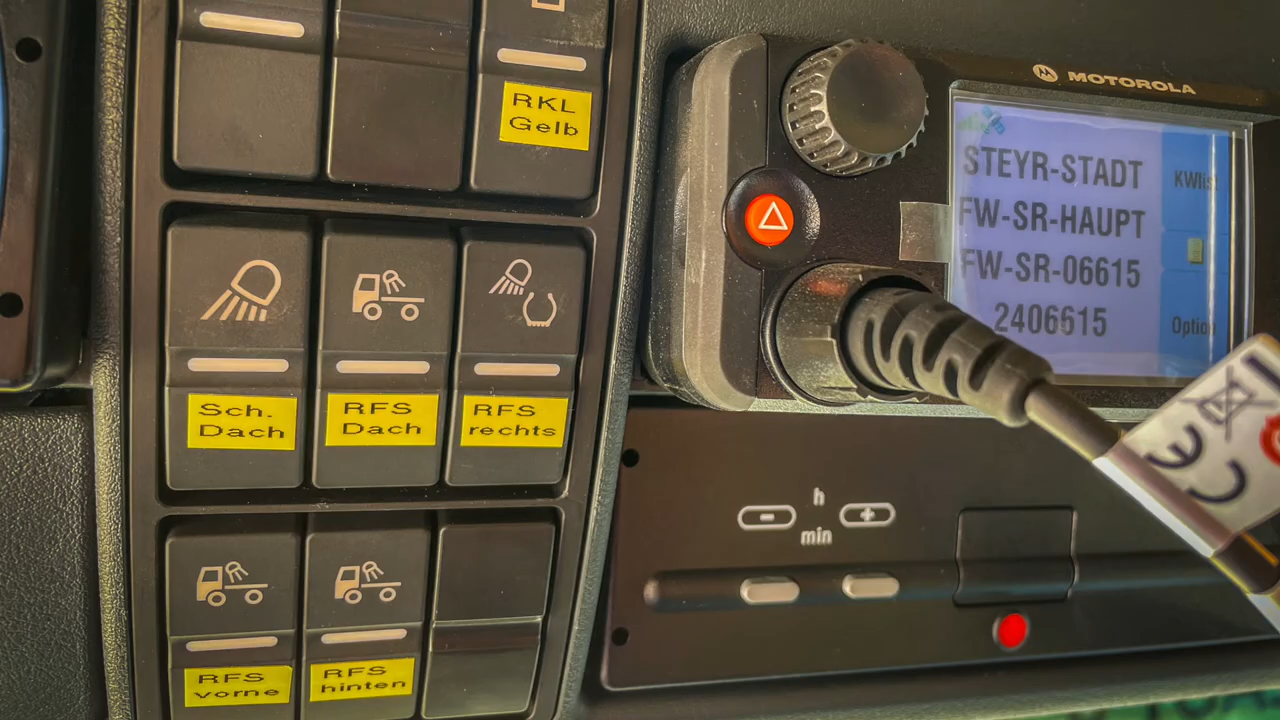 RKL
Gelb
Sch.
Dach
RFS
Dach
RFS
rechts
RFS
vorne
RFS
hinten
MOTOROLA
STEYR-STADT
FW-SR-HAUPT
FW-SR-06615
2406615
KWlist
Option
h
- +
min
CE